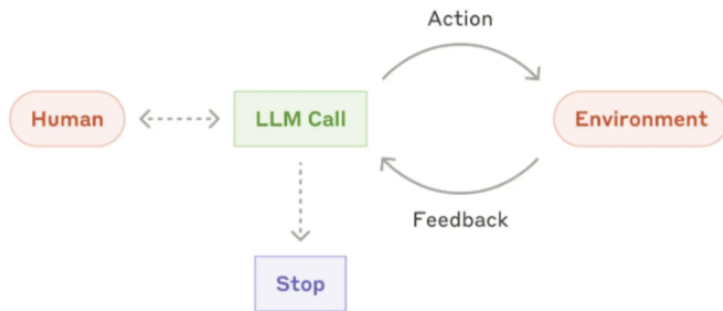 Action
Human
LLM Call
Environment
Feedback
Stop